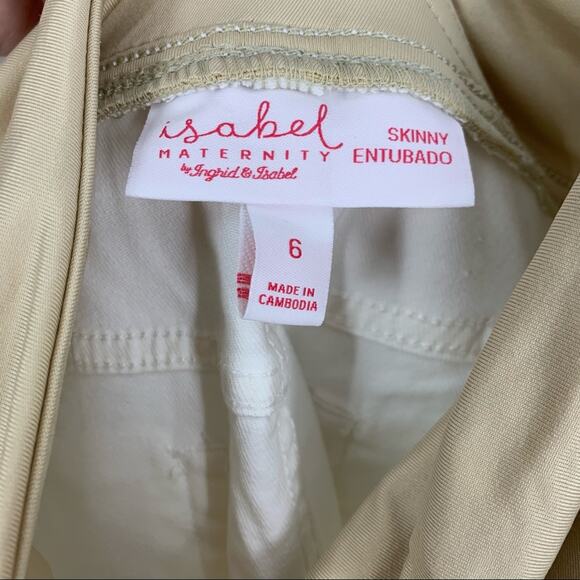 isabel
MATERNITY
by Ingrid & Isabel
SKINNY
ENTUBADO
6
MADE IN
CAMBODIA